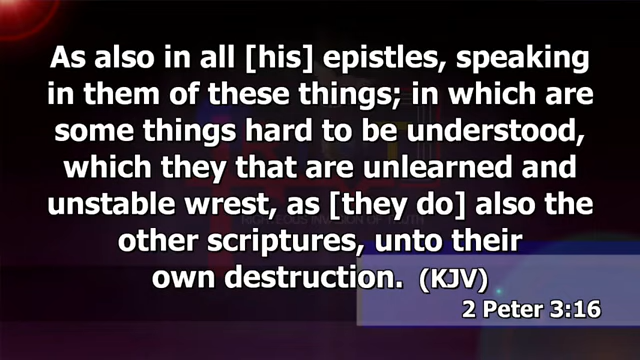 As also in all [his] epistles, speaking
in them of these things; in which are
some things hard to be understood,
which they that are unlearned and
unstable wrest, as [they do] also the
other scriptures, unto their
own destruction. (KJV)
2 Peter 3:16